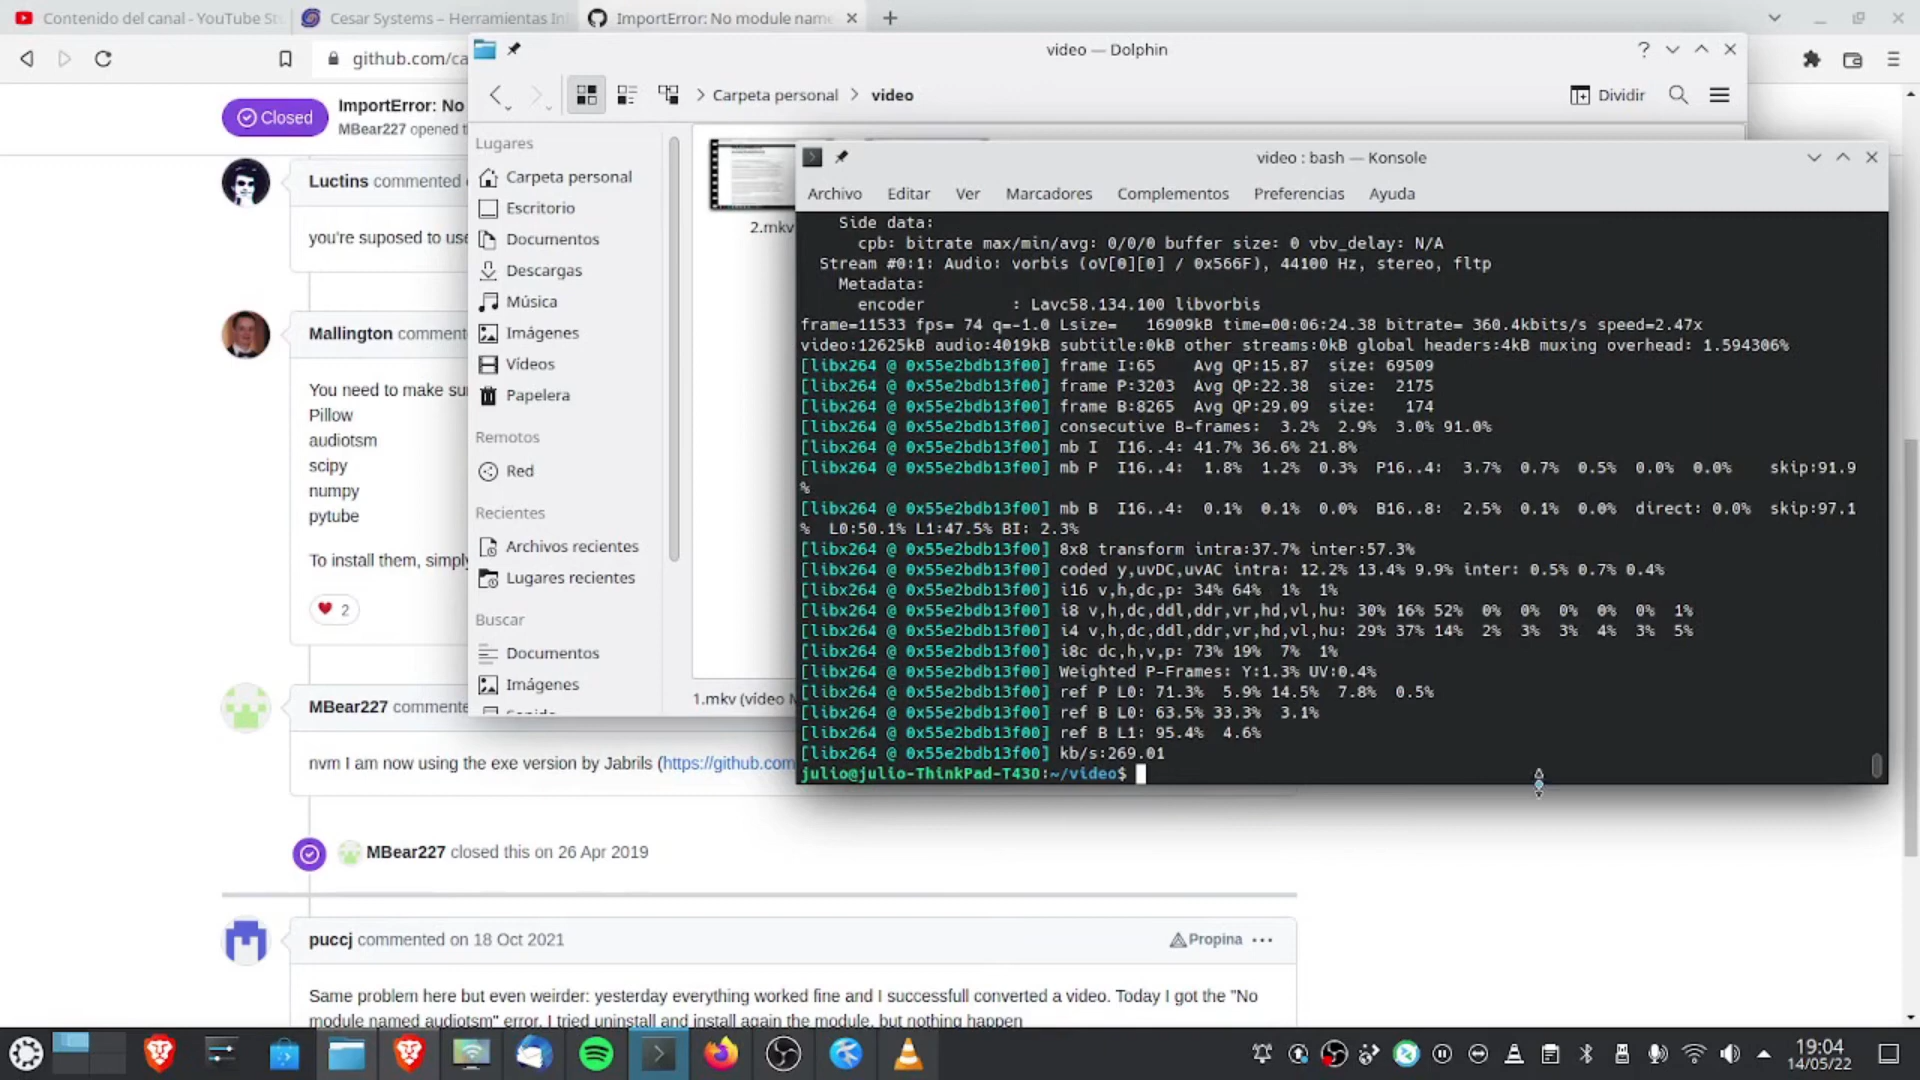 Contenido del canal - YouTube St
Cesar Systems – Herramientas In
ImportError: No module name
github.com/ca
Closed
ImportError: No
MBear227 opened t
Luctins commented
you're suposed to use
Mallington comment
You need to make sur
Pillow
audiotsm
scipy
numpy
pytube
To install them, simply
2
MBear227 commente
nvm I am now using the exe version by Jabrils (https://github.com
MBear227 closed this on 26 Apr 2019
puccj commented on 18 Oct 2021
Propina
Same problem here but even weirder: yesterday everything worked fine and I successfull converted a video. Today I got the "No
module named audiotsm" error. I tried uninstall and install again the module, but nothing happen
video — Dolphin
Carpeta personal
video
Dividir
Lugares
Carpeta personal
Escritorio
Documentos
Descargas
Música
Imágenes
Vídeos
Papelera
Remotos
Red
Recientes
Archivos recientes
Lugares recientes
Buscar
Documentos
Imágenes
2.mkv
1.mkv (video M
video : bash — Konsole
Archivo Editar Ver Marcadores Complementos Preferencias Ayuda
Side data:
cpb: bitrate max/min/avg: 0/0/0 buffer size: 0 vbv_delay: N/A
Stream #0:1: Audio: vorbis (oV[0][0] / 0x566F), 44100 Hz, stereo, fltp
Metadata:
encoder : Lavc58.134.100 libvorbis
frame=11533 fps= 74 q=-1.0 Lsize= 16909kB time=00:06:24.38 bitrate= 360.4kbits/s speed=2.47x
video:12625kB audio:4019kB subtitle:0kB other streams:0kB global headers:4kB muxing overhead: 1.594306%
[libx264 @ 0x55e2bdb13f00] frame I:65 Avg QP:15.87 size: 69509
[libx264 @ 0x55e2bdb13f00] frame P:3203 Avg QP:22.38 size: 2175
[libx264 @ 0x55e2bdb13f00] frame B:8265 Avg QP:29.09 size: 174
[libx264 @ 0x55e2bdb13f00] consecutive B-frames: 3.2% 2.9% 3.0% 91.0%
[libx264 @ 0x55e2bdb13f00] mb I I16..4: 41.7% 36.6% 21.8%
[libx264 @ 0x55e2bdb13f00] mb P I16..4: 1.8% 1.2% 0.3% P16..4: 3.7% 0.7% 0.5% 0.0% 0.0% skip:91.9
%
[libx264 @ 0x55e2bdb13f00] mb B I16..4: 0.1% 0.1% 0.0% B16..8: 2.5% 0.1% 0.0% direct: 0.0% skip:97.1
% L0:50.1% L1:47.5% BI: 2.3%
[libx264 @ 0x55e2bdb13f00] 8x8 transform intra:37.7% inter:57.3%
[libx264 @ 0x55e2bdb13f00] coded y,uvDC,uvAC intra: 12.2% 13.4% 9.9% inter: 0.5% 0.7% 0.4%
[libx264 @ 0x55e2bdb13f00] i16 v,h,dc,p: 34% 64% 1% 1%
[libx264 @ 0x55e2bdb13f00] i8 v,h,dc,ddl,ddr,vr,hd,vl,hu: 30% 16% 52% 0% 0% 0% 0% 0% 1%
[libx264 @ 0x55e2bdb13f00] i4 v,h,dc,ddl,ddr,vr,hd,vl,hu: 29% 37% 14% 2% 3% 3% 4% 3% 5%
[libx264 @ 0x55e2bdb13f00] i8c dc,h,v,p: 73% 19% 7% 1%
[libx264 @ 0x55e2bdb13f00] Weighted P-Frames: Y:1.3% UV:0.4%
[libx264 @ 0x55e2bdb13f00] ref P L0: 71.3% 5.9% 14.5% 7.8% 0.5%
[libx264 @ 0x55e2bdb13f00] ref B L0: 63.5% 33.3% 3.1%
[libx264 @ 0x55e2bdb13f00] ref B L1: 95.4% 4.6%
[libx264 @ 0x55e2bdb13f00] kb/s:269.01
julio@julio-ThinkPad-T430:~/video$
19:04
14/05/22